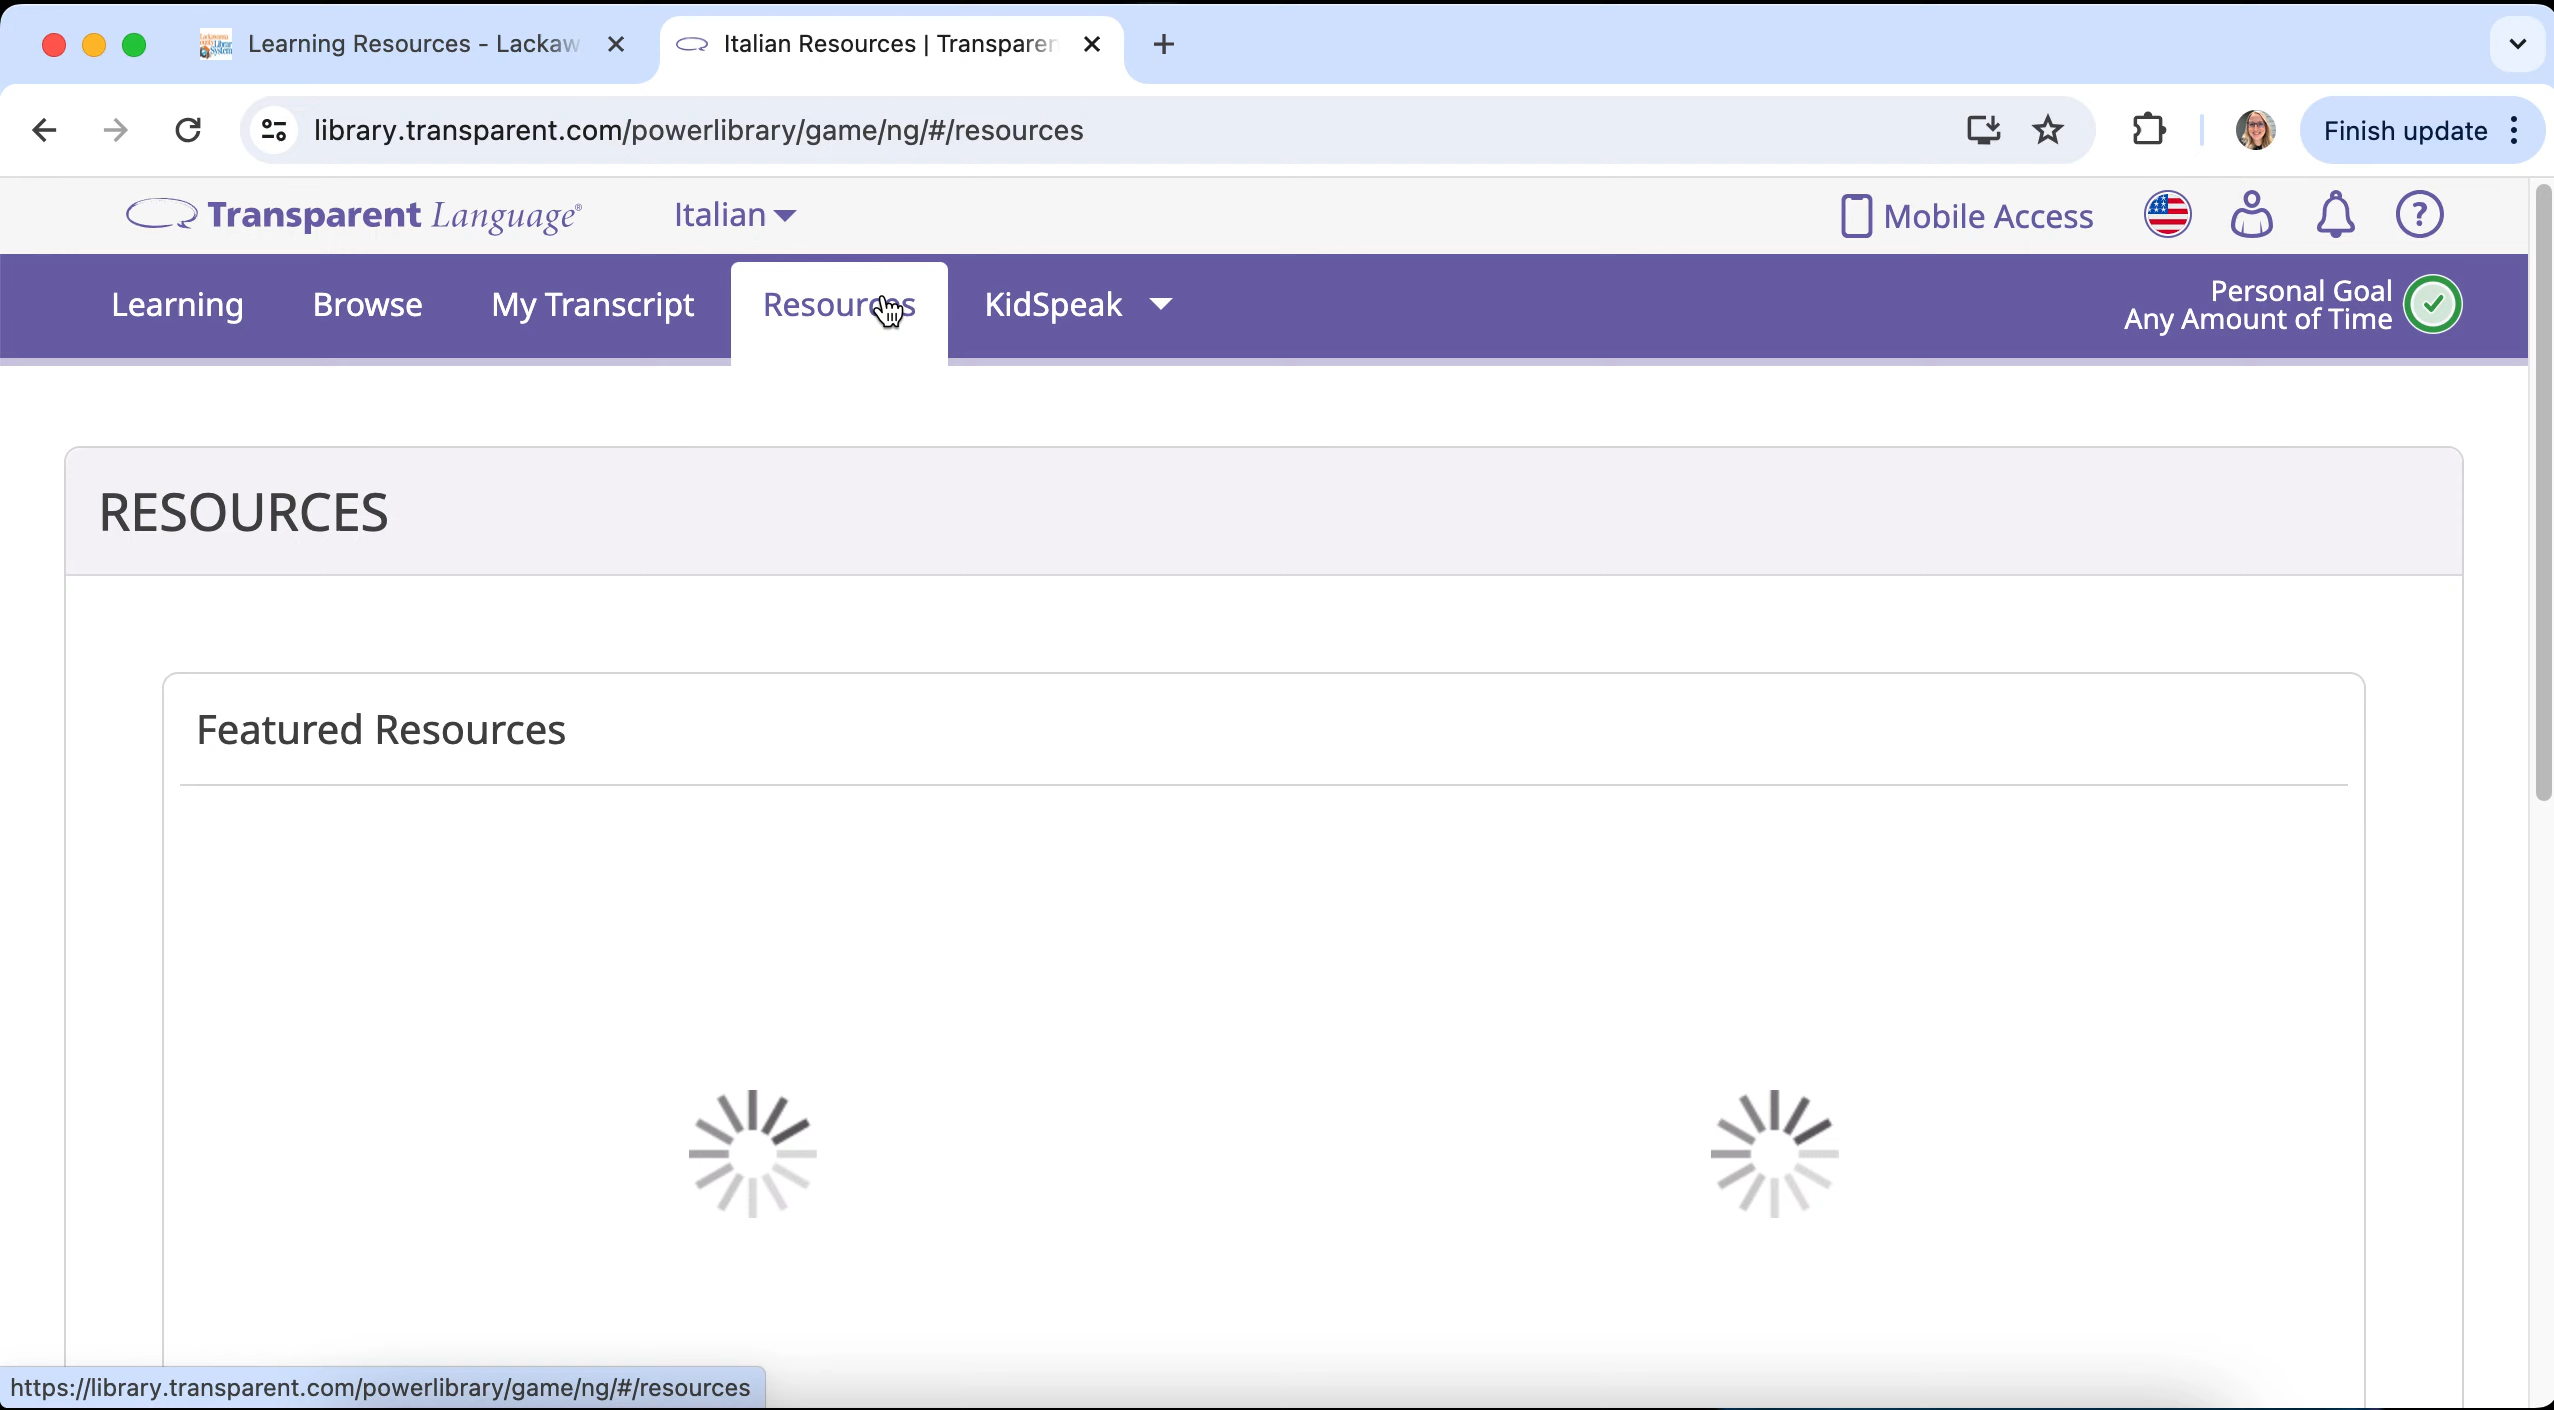 Learning Resources - Lackaw
Italian Resources | Transparen
library.transparent.com/powerlibrary/game/ng/#/resources
Finish update
Transparent Language®
Italian
Mobile Access
?
Learning
Browse
My Transcript
Resources
KidSpeak
Personal Goal
Any Amount of Time
RESOURCES
Featured Resources
https://library.transparent.com/powerlibrary/game/ng/#/resources